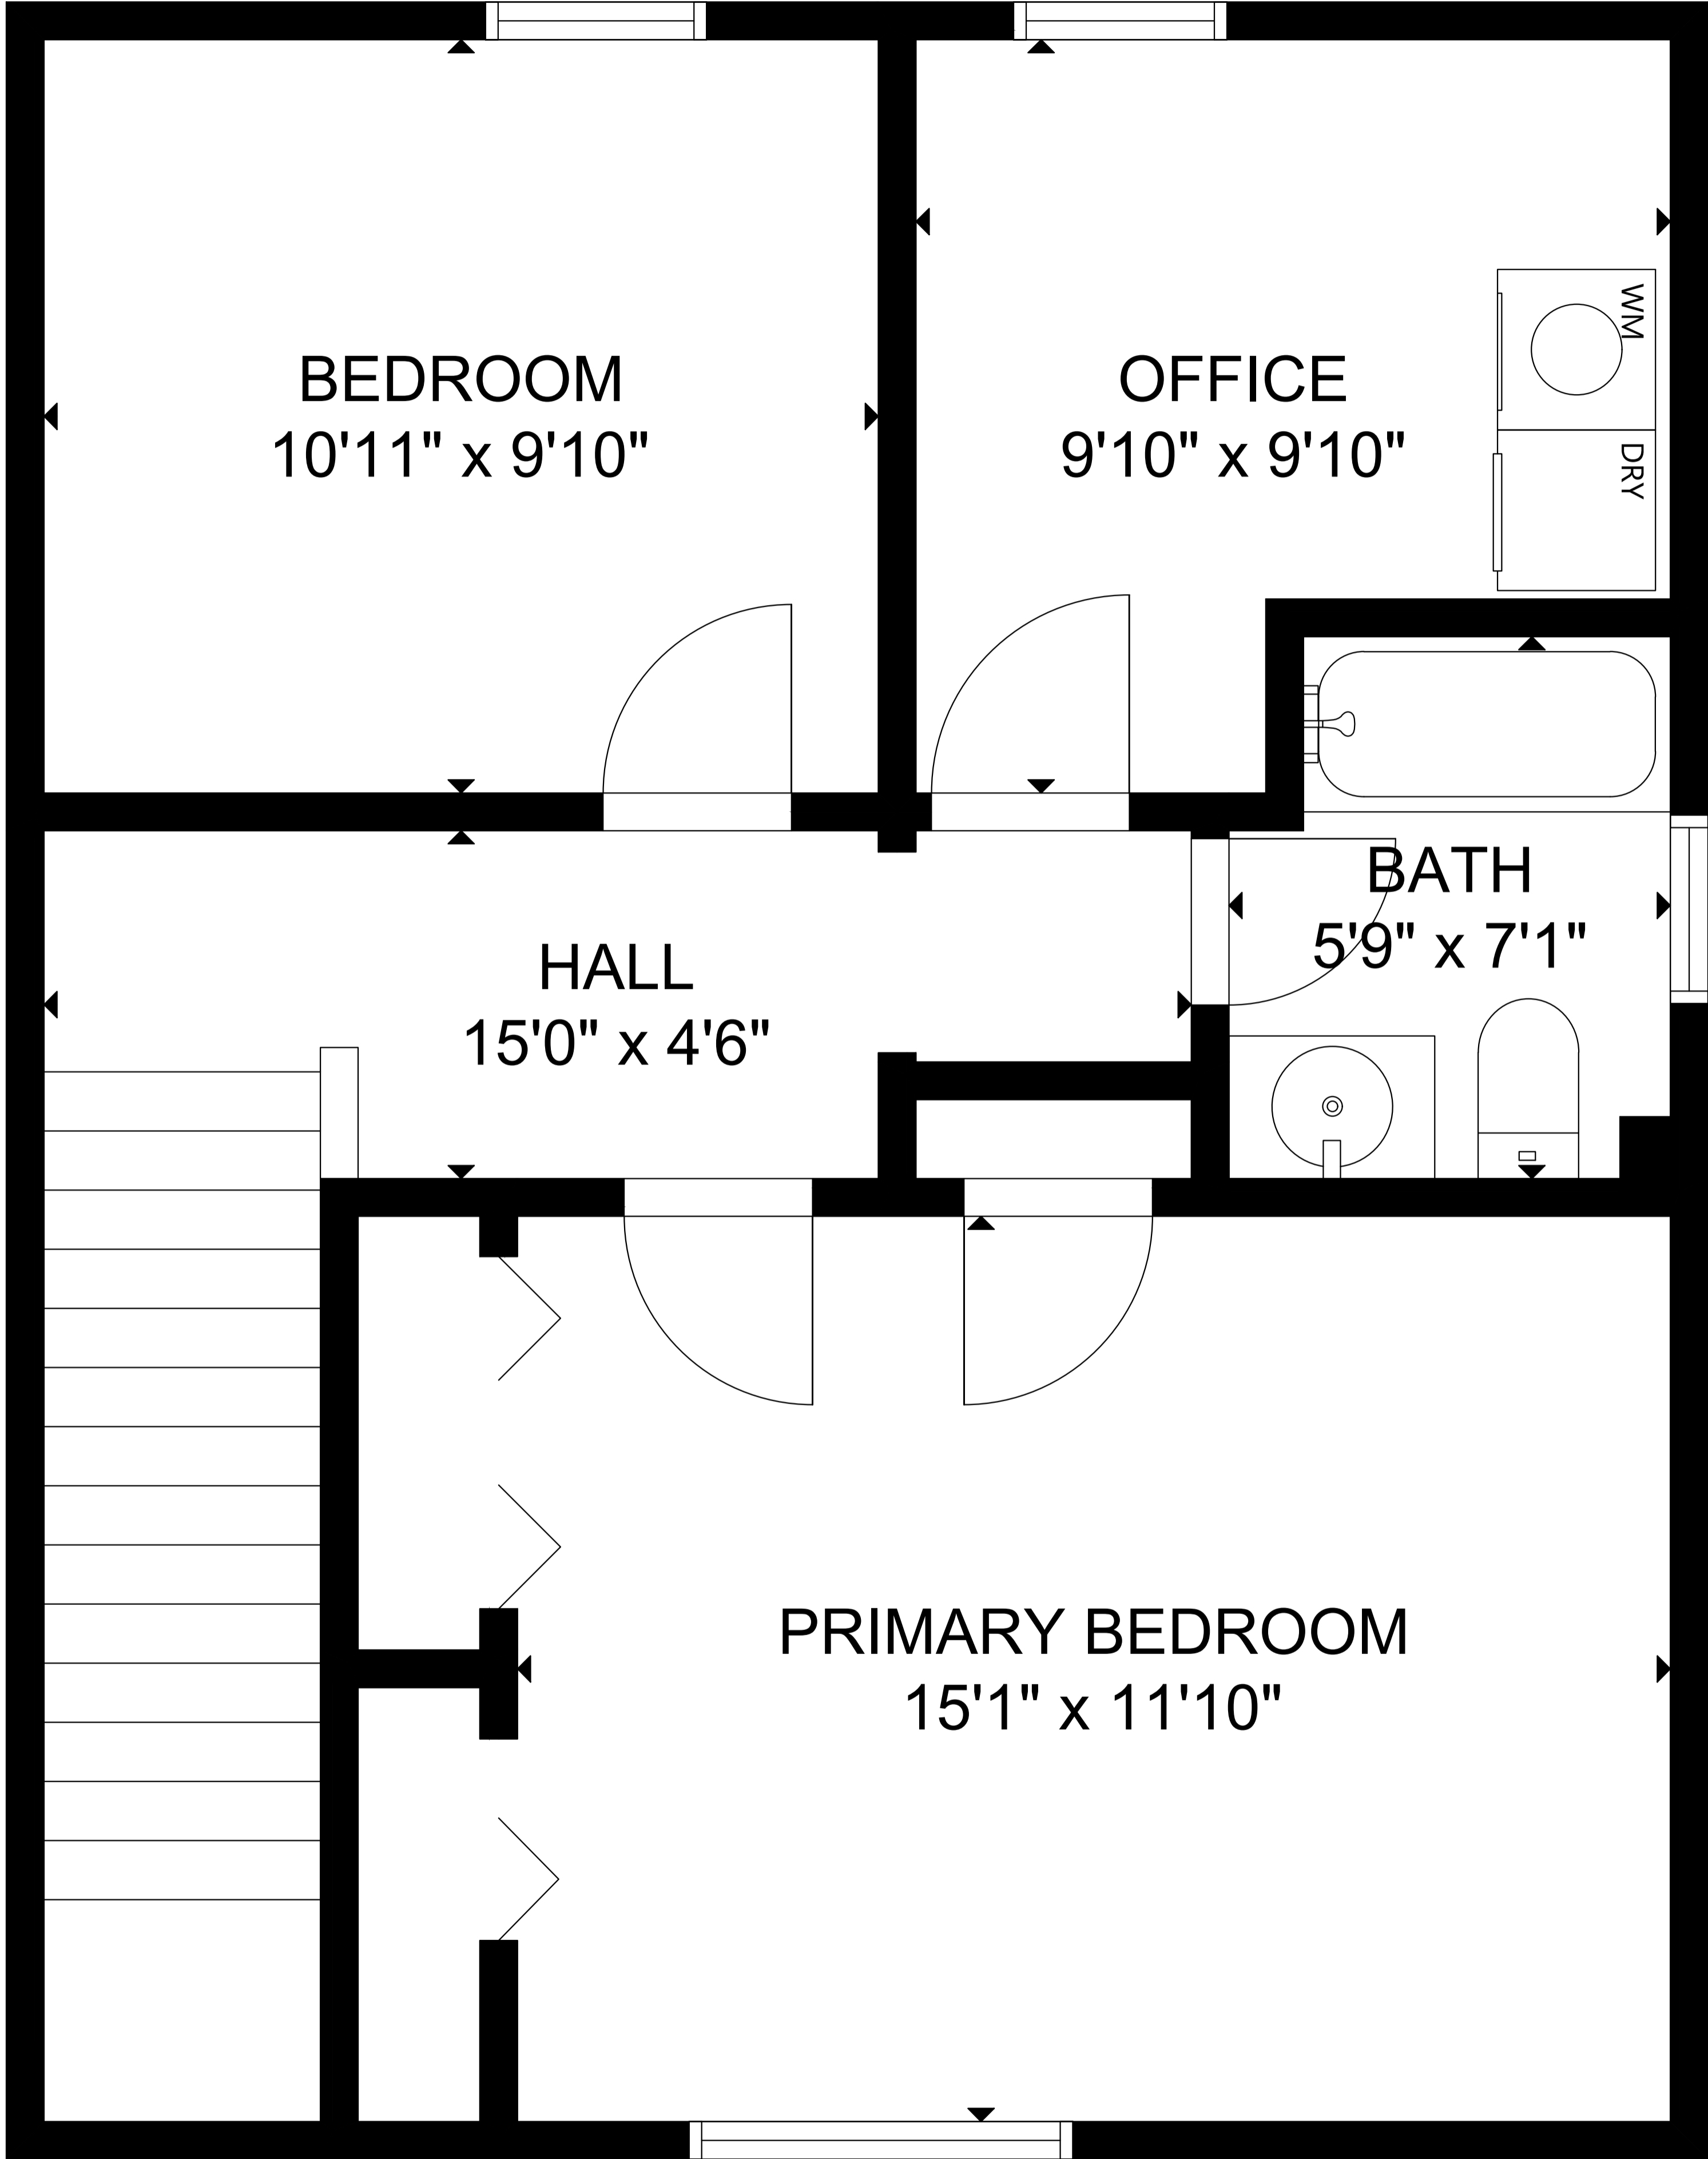 BEDROOM
10'11" x 9'10"
OFFICE
9'10" x 9'10"
WM
DRY
BATH
5'9" x 7'1"
HALL
15'0" x 4'6"
PRIMARY BEDROOM
15'1" x 11'10"